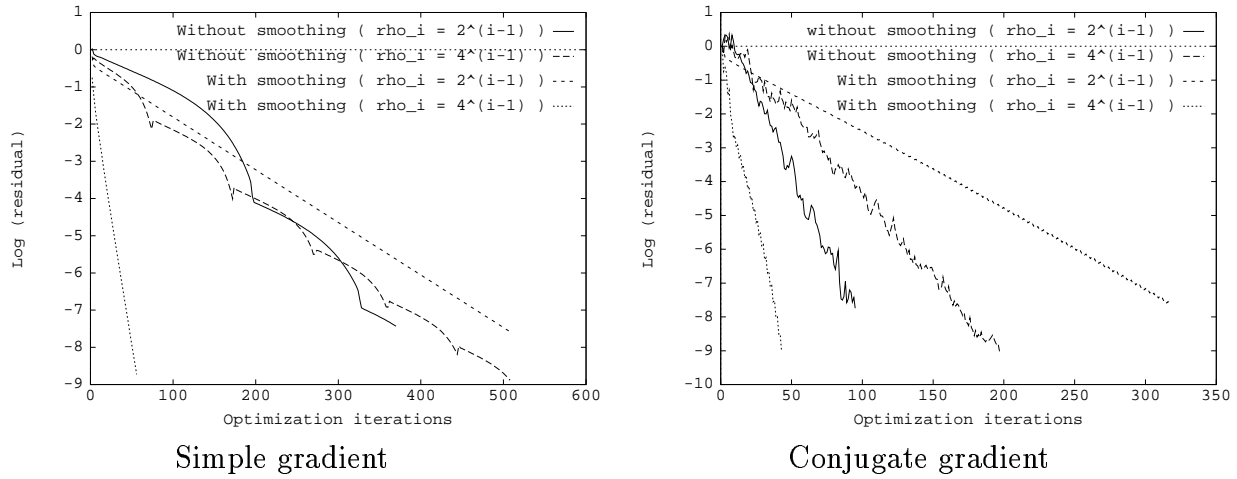 Without smoothing ( rho_i = 2^(i-1) )
Without smoothing ( rho_i = 4^(i-1) )
With smoothing ( rho_i = 2^(i-1) )
With smoothing ( rho_i = 4^(i-1) )
1
0
-1
-2
-3
-4
-5
-6
-7
-8
-9
Log (residual)
0 100 200 300 400 500 600
Optimization iterations
Simple gradient
without smoothing ( rho_i = 2^(i-1) )
Without smoothing ( rho_i = 4^(i-1) )
With smoothing ( rho_i = 2^(i-1) )
With smoothing ( rho_i = 4^(i-1) )
1
0
-1
-2
-3
-4
-5
-6
-7
-8
-9
-10
Log (residual)
0 50 100 150 200 250 300 350
Optimization iterations
Conjugate gradient